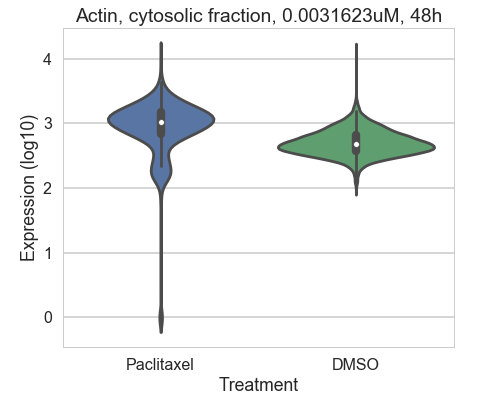 Actin, cytosolic fraction, 0.0031623uM, 48h
Expression (log10)
4
3
2
1
0
Paclitaxel
DMSO
Treatment